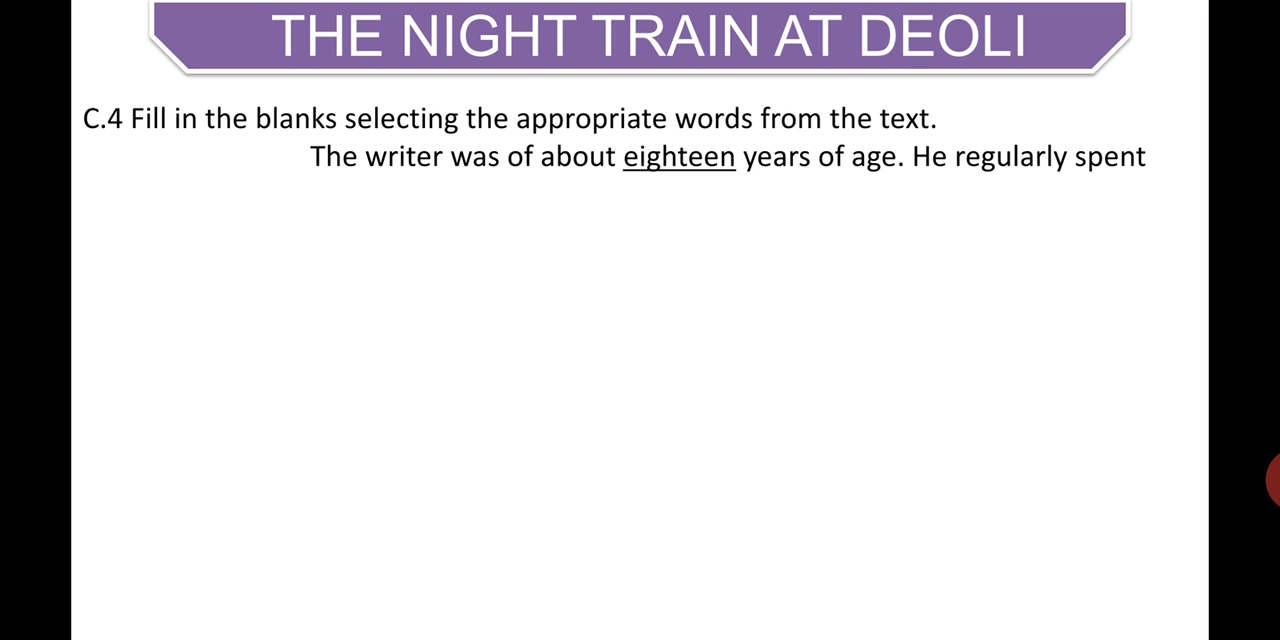 THE NIGHT TRAIN AT DEOLI
C.4 Fill in the blanks selecting the appropriate words from the text.
The writer was of about eighteen years of age. He regularly spent